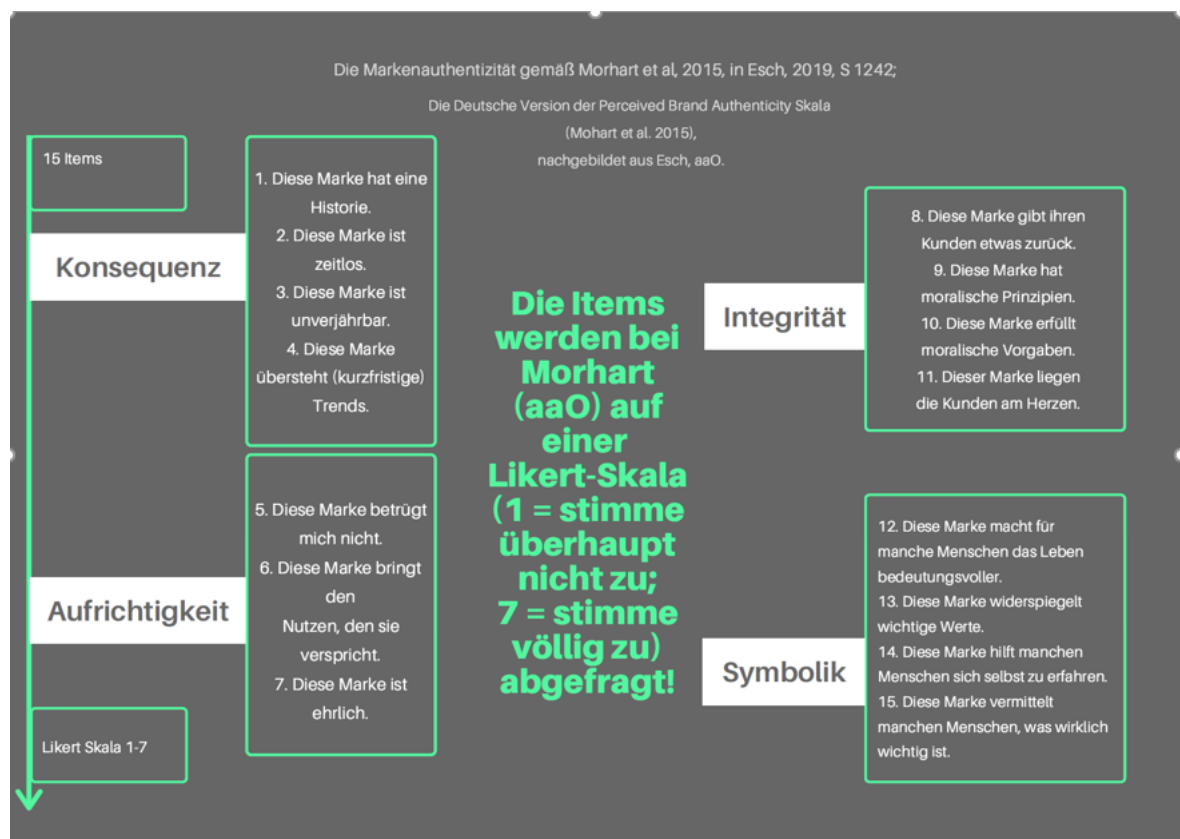 Die Markenauthentizität gemäß Morhart et al, 2015, in Esch, 2019, S 1242;
Die Deutsche Version der Perceived Brand Authenticity Skala
(Mohart et al. 2015),
nachgebildet aus Esch, aaO.
15 Items
Konsequenz
1. Diese Marke hat eine
Historie.
2. Diese Marke ist
zeitlos.
3. Diese Marke ist
unverjährbar.
4. Diese Marke
übersteht (kurzfristige)
Trends.
Aufrichtigkeit
5. Diese Marke betrügt
mich nicht.
6. Diese Marke bringt
den
Nutzen, den sie
verspricht.
7. Diese Marke ist
ehrlich.
Likert Skala 1-7
Die Items
werden bei
Morhart
(aaO) auf
einer
Likert-Skala
(1 = stimme
überhaupt
nicht zu;
7 = stimme
völlig zu)
abgefragt!
Integrität
8. Diese Marke gibt ihren
Kunden etwas zurück.
9. Diese Marke hat
moralische Prinzipien.
10. Diese Marke erfüllt
moralische Vorgaben.
11. Dieser Marke liegen
die Kunden am Herzen.
Symbolik
12. Diese Marke macht für
manche Menschen das Leben
bedeutungsvoller.
13. Diese Marke widerspiegelt
wichtige Werte.
14. Diese Marke hilft manchen
Menschen sich selbst zu erfahren.
15. Diese Marke vermittelt
manchen Menschen, was wirklich
wichtig ist.